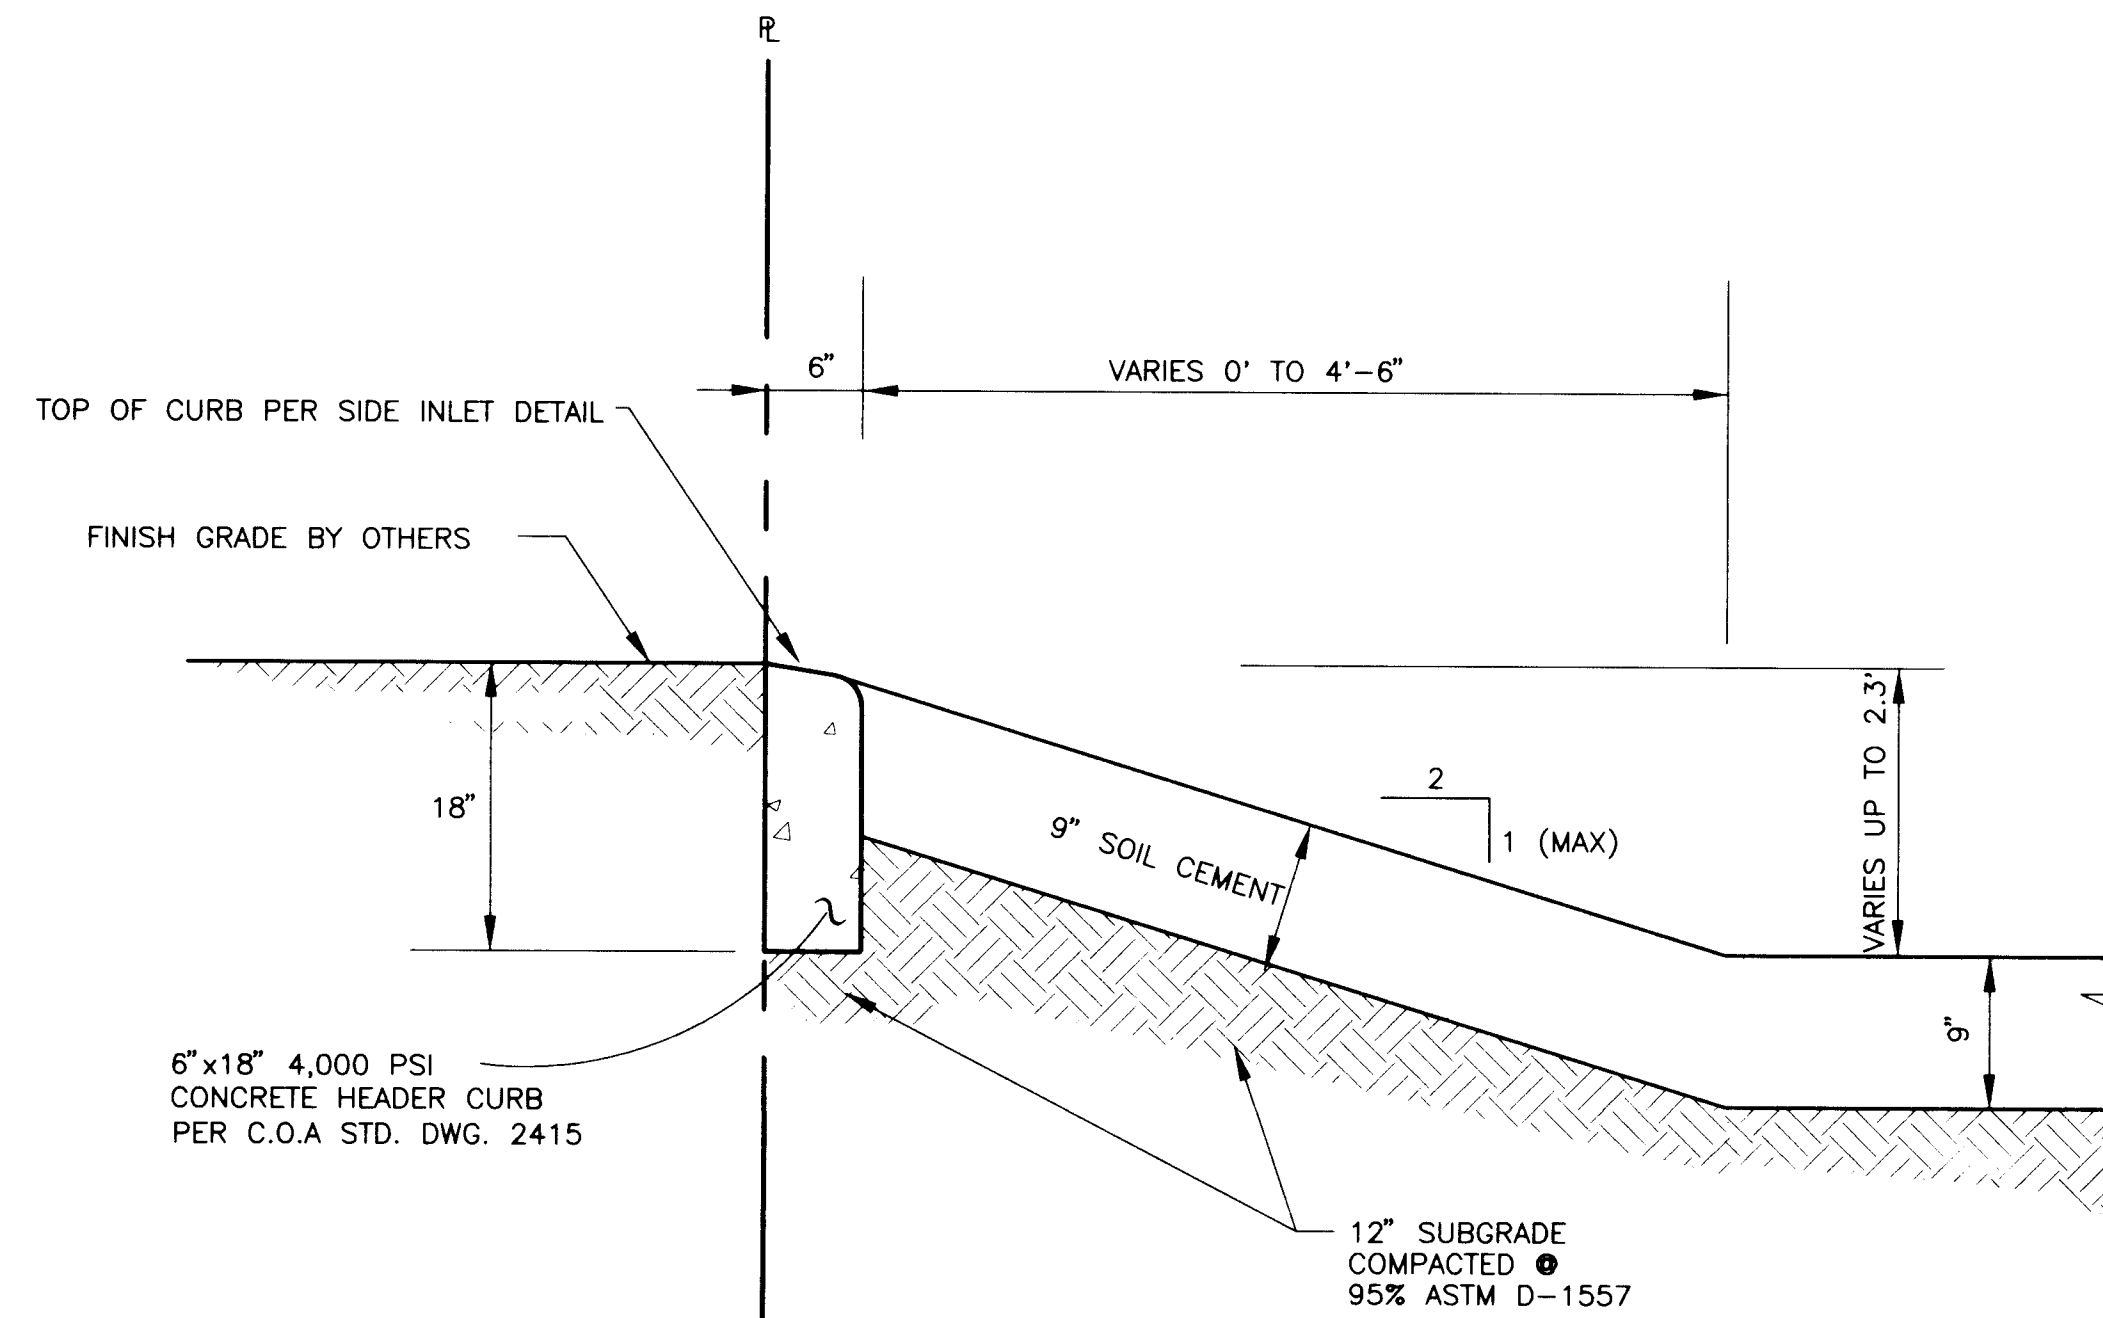 ℄
6"
VARIES 0' TO 4'-6"
TOP OF CURB PER SIDE INLET DETAIL
FINISH GRADE BY OTHERS
18"
9" SOIL CEMENT
2
1 (MAX)
VARIES UP TO 2.3'
9"
6"x18" 4,000 PSI
CONCRETE HEADER CURB
PER C.O.A STD. DWG. 2415
12" SUBGRADE
COMPACTED @
95% ASTM D-1557